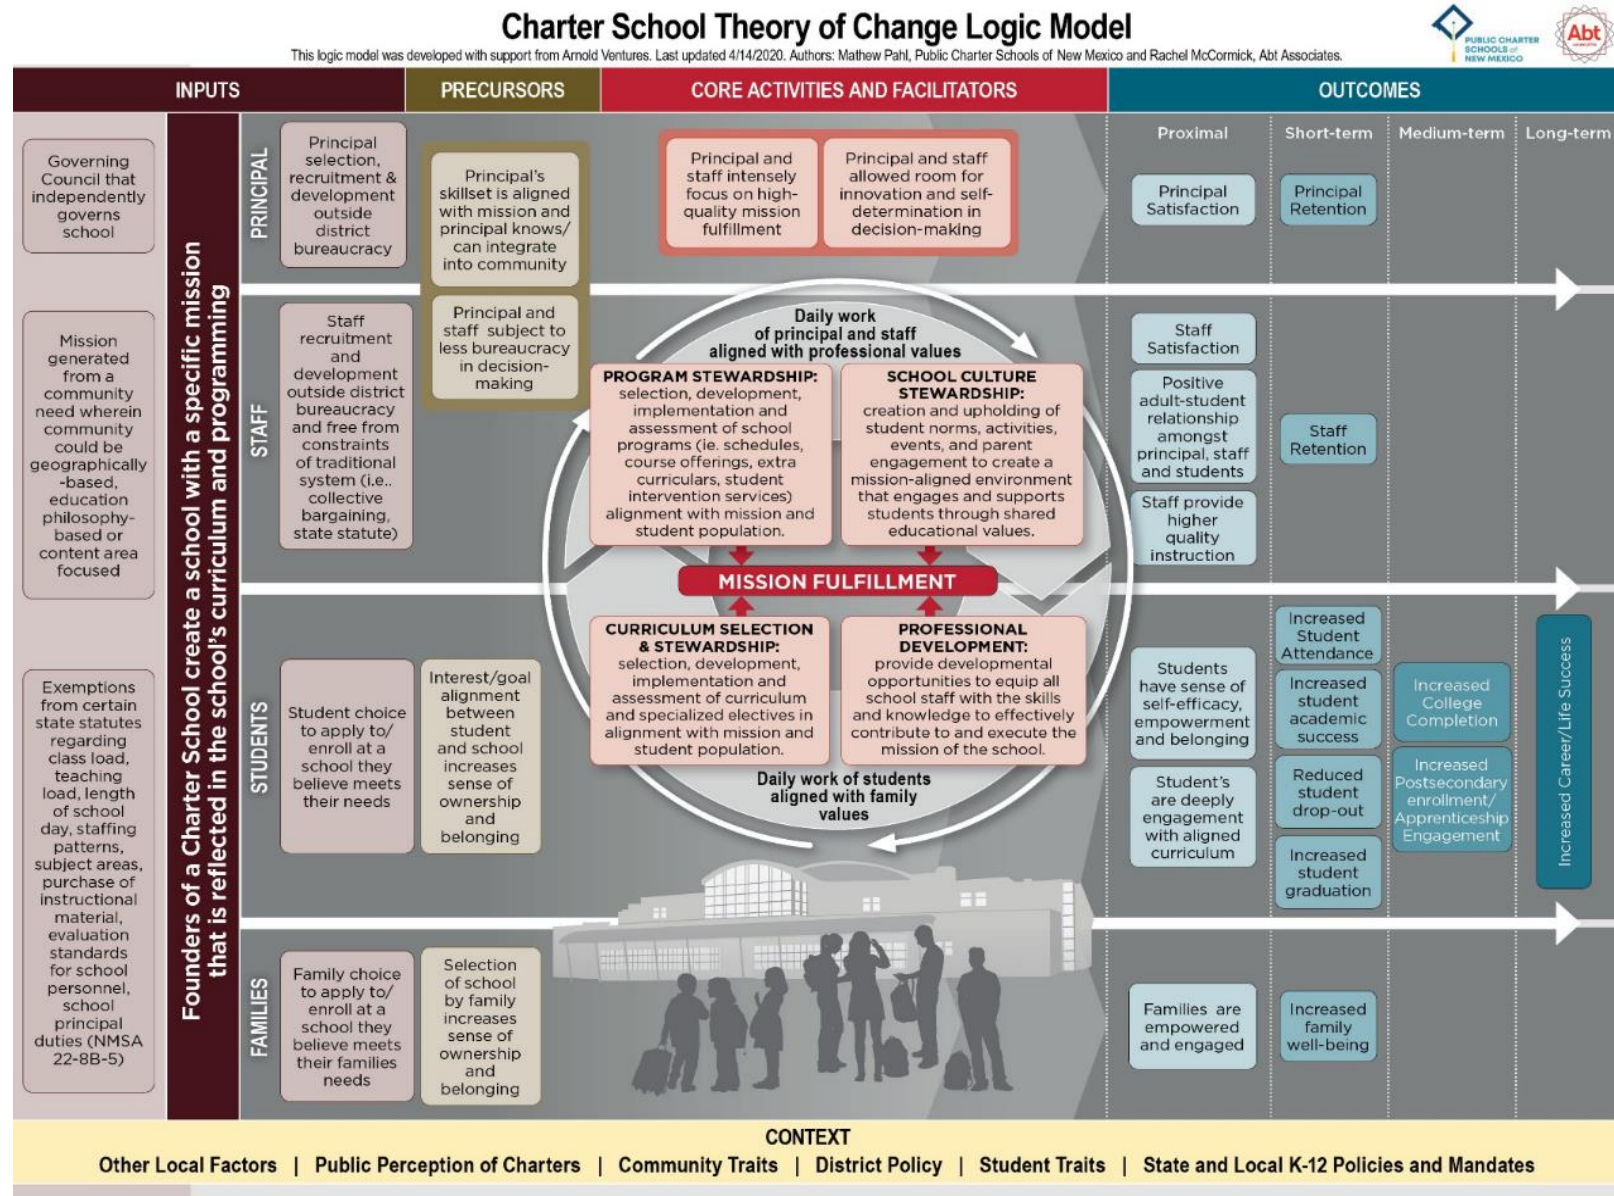 Charter School Theory of Change Logic Model
This logic model was developed with support from Arnold Ventures. Last updated 4/14/2020. Authors: Mathew Pahl, Public Charter Schools of New Mexico and Rachel McCormick, Abt Associates.
PUBLIC CHARTER
SCHOOLS of
NEW MEXICO
Abt
ASSOCIATES
INPUTS
PRECURSORS
CORE ACTIVITIES AND FACILITATORS
OUTCOMES
Proximal
Short-term
Medium-term
Long-term
Governing
Council that
independently
governs
school
Mission
generated
from a
community
need wherein
community
could be
geographically
-based,
education
philosophy-
based or
content area
focused
Exemptions
from certain
state statutes
regarding
class load,
teaching
load, length
of school
day, staffing
patterns,
subject areas,
purchase of
instructional
material,
evaluation
standards
for school
personnel,
school
principal
duties (NMSA
22-8B-5)
Founders of a Charter School create a school with a specific mission
that is reflected in the school's curriculum and programming
PRINCIPAL
Principal
selection,
recruitment &
development
outside
district
bureaucracy
Principal's
skillset is aligned
with mission and
principal knows/
can integrate
into community
Principal and
staff subject to
less bureaucracy
in decision-
making
Principal and
staff intensely
focus on high-
quality mission
fulfillment
Principal and staff
allowed room for
innovation and self-
determination in
decision-making
Principal
Satisfaction
Principal
Retention
STAFF
Staff
recruitment
and
development
outside district
bureaucracy
and free from
constraints
of traditional
system (i.e..
collective
bargaining,
state statute)
Daily work
of principal and staff
aligned with professional values
PROGRAM STEWARDSHIP:
selection, development,
implementation and
assessment of school
programs (ie. schedules,
course offerings, extra
curriculars, student
intervention services)
alignment with mission and
student population.
SCHOOL CULTURE
STEWARDSHIP:
creation and upholding of
student norms, activities,
events, and parent
engagement to create a
mission-aligned environment
that engages and supports
students through shared
educational values.
MISSION FULFILLMENT
CURRICULUM SELECTION
& STEWARDSHIP:
selection, development,
implementation and
assessment of curriculum
and specialized electives in
alignment with mission and
student population.
PROFESSIONAL
DEVELOPMENT:
provide developmental
opportunities to equip all
school staff with the skills
and knowledge to effectively
contribute to and execute the
mission of the school.
Daily work of students
aligned with family
values
Staff
Satisfaction
Positive
adult-student
relationship
amongst
principal, staff
and students
Staff provide
higher
quality
instruction
Staff
Retention
STUDENTS
Student choice
to apply to/
enroll at a
school they
believe meets
their needs
Interest/goal
alignment
between
student
and school
increases
sense of
ownership
and
belonging
Students
have sense of
self-efficacy,
empowerment
and belonging
Student's
are deeply
engagement
with aligned
curriculum
Increased
Student
Attendance
Increased
student
academic
success
Reduced
student
drop-out
Increased
student
graduation
Increased
College
Completion
Increased
Postsecondary
enrollment/
Apprenticeship
Engagement
Increased Career/Life Success
FAMILIES
Family choice
to apply to/
enroll at a
school they
believe meets
their families
needs
Selection
of school
by family
increases
sense of
ownership
and
belonging
Families are
empowered
and engaged
Increased
family
well-being
CONTEXT
Other Local Factors | Public Perception of Charters | Community Traits | District Policy | Student Traits | State and Local K-12 Policies and Mandates